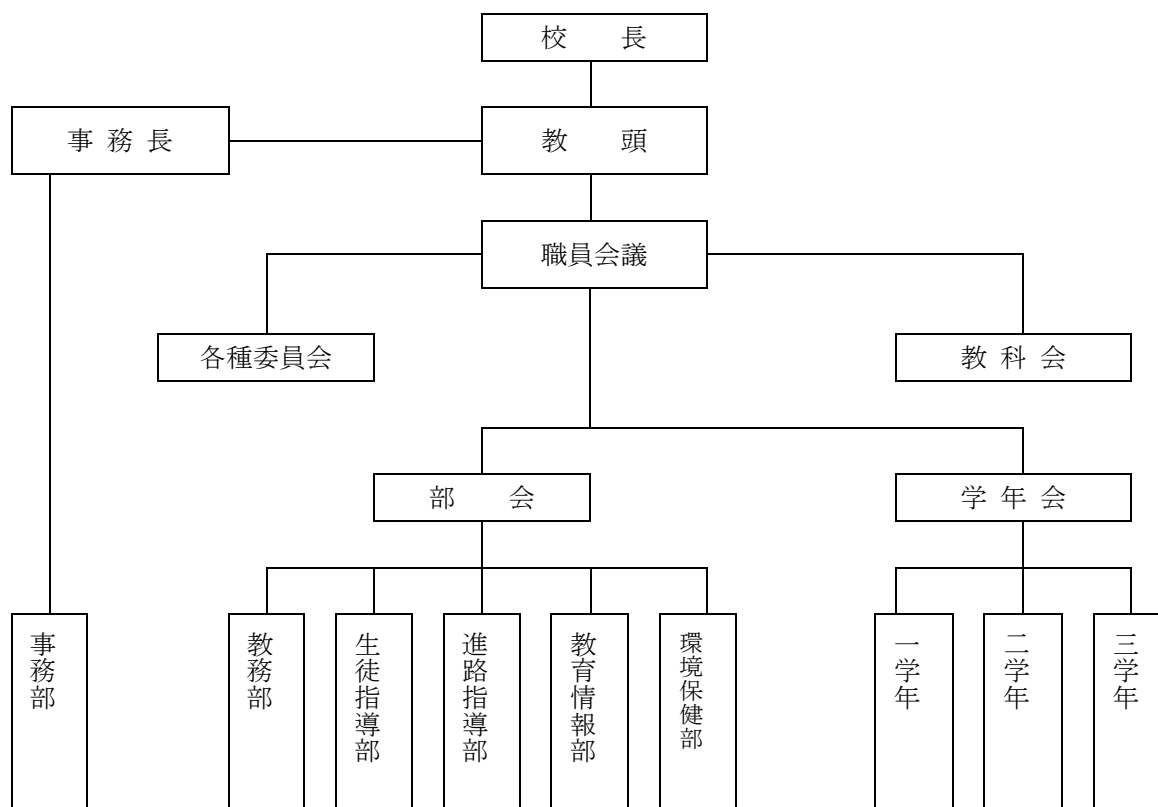 校　　長
事 務 長
教　　頭
職員会議
各種委員会
教 科 会
部　　会
学 年 会
事務部
教務部
生徒指導部
進路指導部
教育情報部
環境保健部
一学年
二学年
三学年